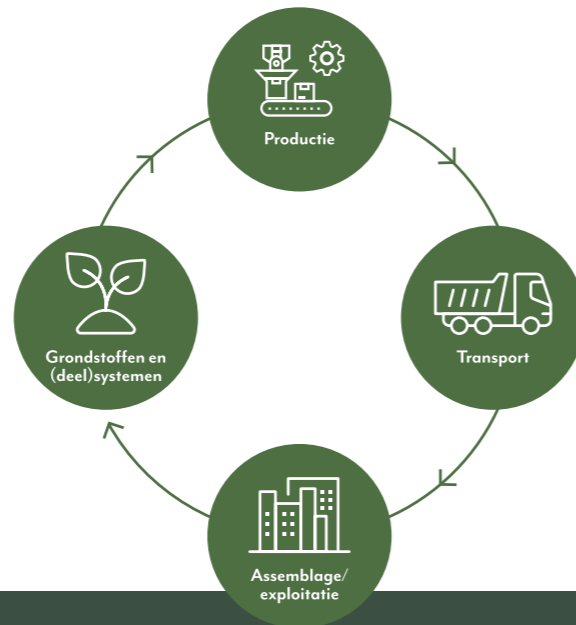 Productie
Grondstoffen en
(deel)systemen
Transport
Assemblage/
exploitatie